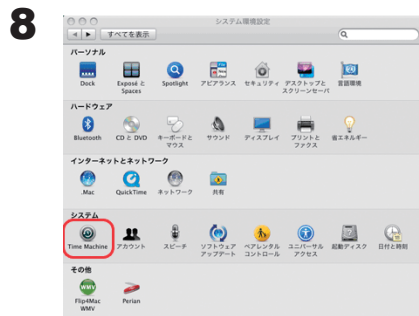 8
システム環境設定
すべてを表示
パーソナル
Dock
Exposé と
Spaces
Spotlight
アピアランス
セキュリティ
デスクトップと
スクリーンセーバ
言語環境
ハードウェア
Bluetooth
CD と DVD
キーボードと
マウス
サウンド
ディスプレイ
プリントと
ファクス
省エネルギー
インターネットとネットワーク
.Mac
QuickTime
ネットワーク
共有
システム
Time Machine
アカウント
スピーチ
ソフトウェア
アップデート
ペアレンタル
コントロール
ユニバーサル
アクセス
起動ディスク
日付と時刻
その他
WMV
Flip4Mac
WMV
Perian